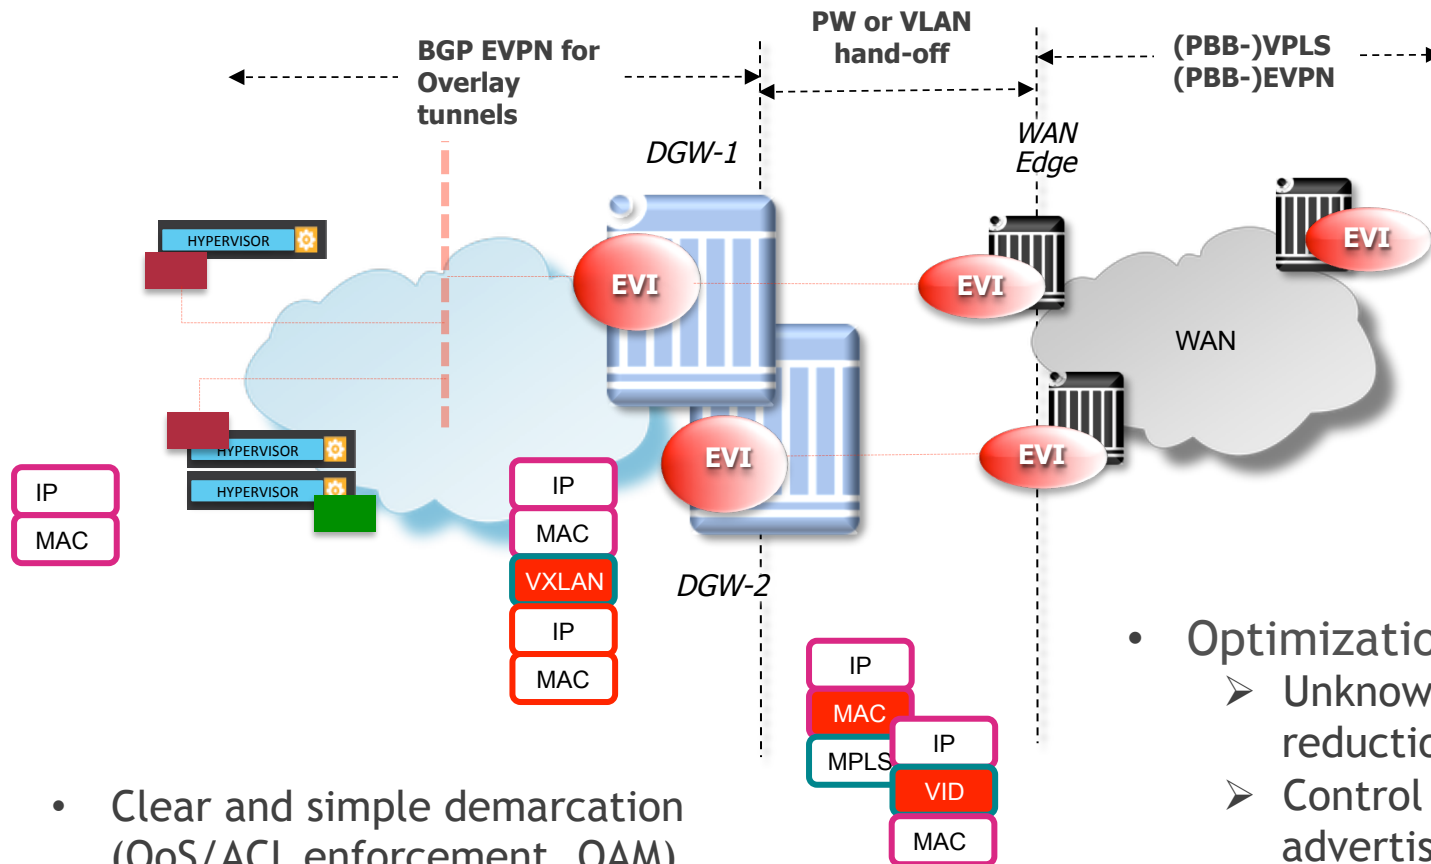 BGP EVPN for
Overlay
tunnels
PW or VLAN
hand-off
(PBB-)VPLS
(PBB-)EVPN
DGW-1
WAN
Edge
HYPERVISOR
EVI
EVI
EVI
WAN
HYPERVISOR
HYPERVISOR
EVI
EVI
IP
MAC
IP
MAC
VXLAN
IP
MAC
DGW-2
IP
MAC
MPLS
IP
VID
MAC
• Clear and simple demarcation
(QoS/ACL enforcement, OAM)
• Optimizatio
➢ Unknow
reductio
➢ Control
advertis